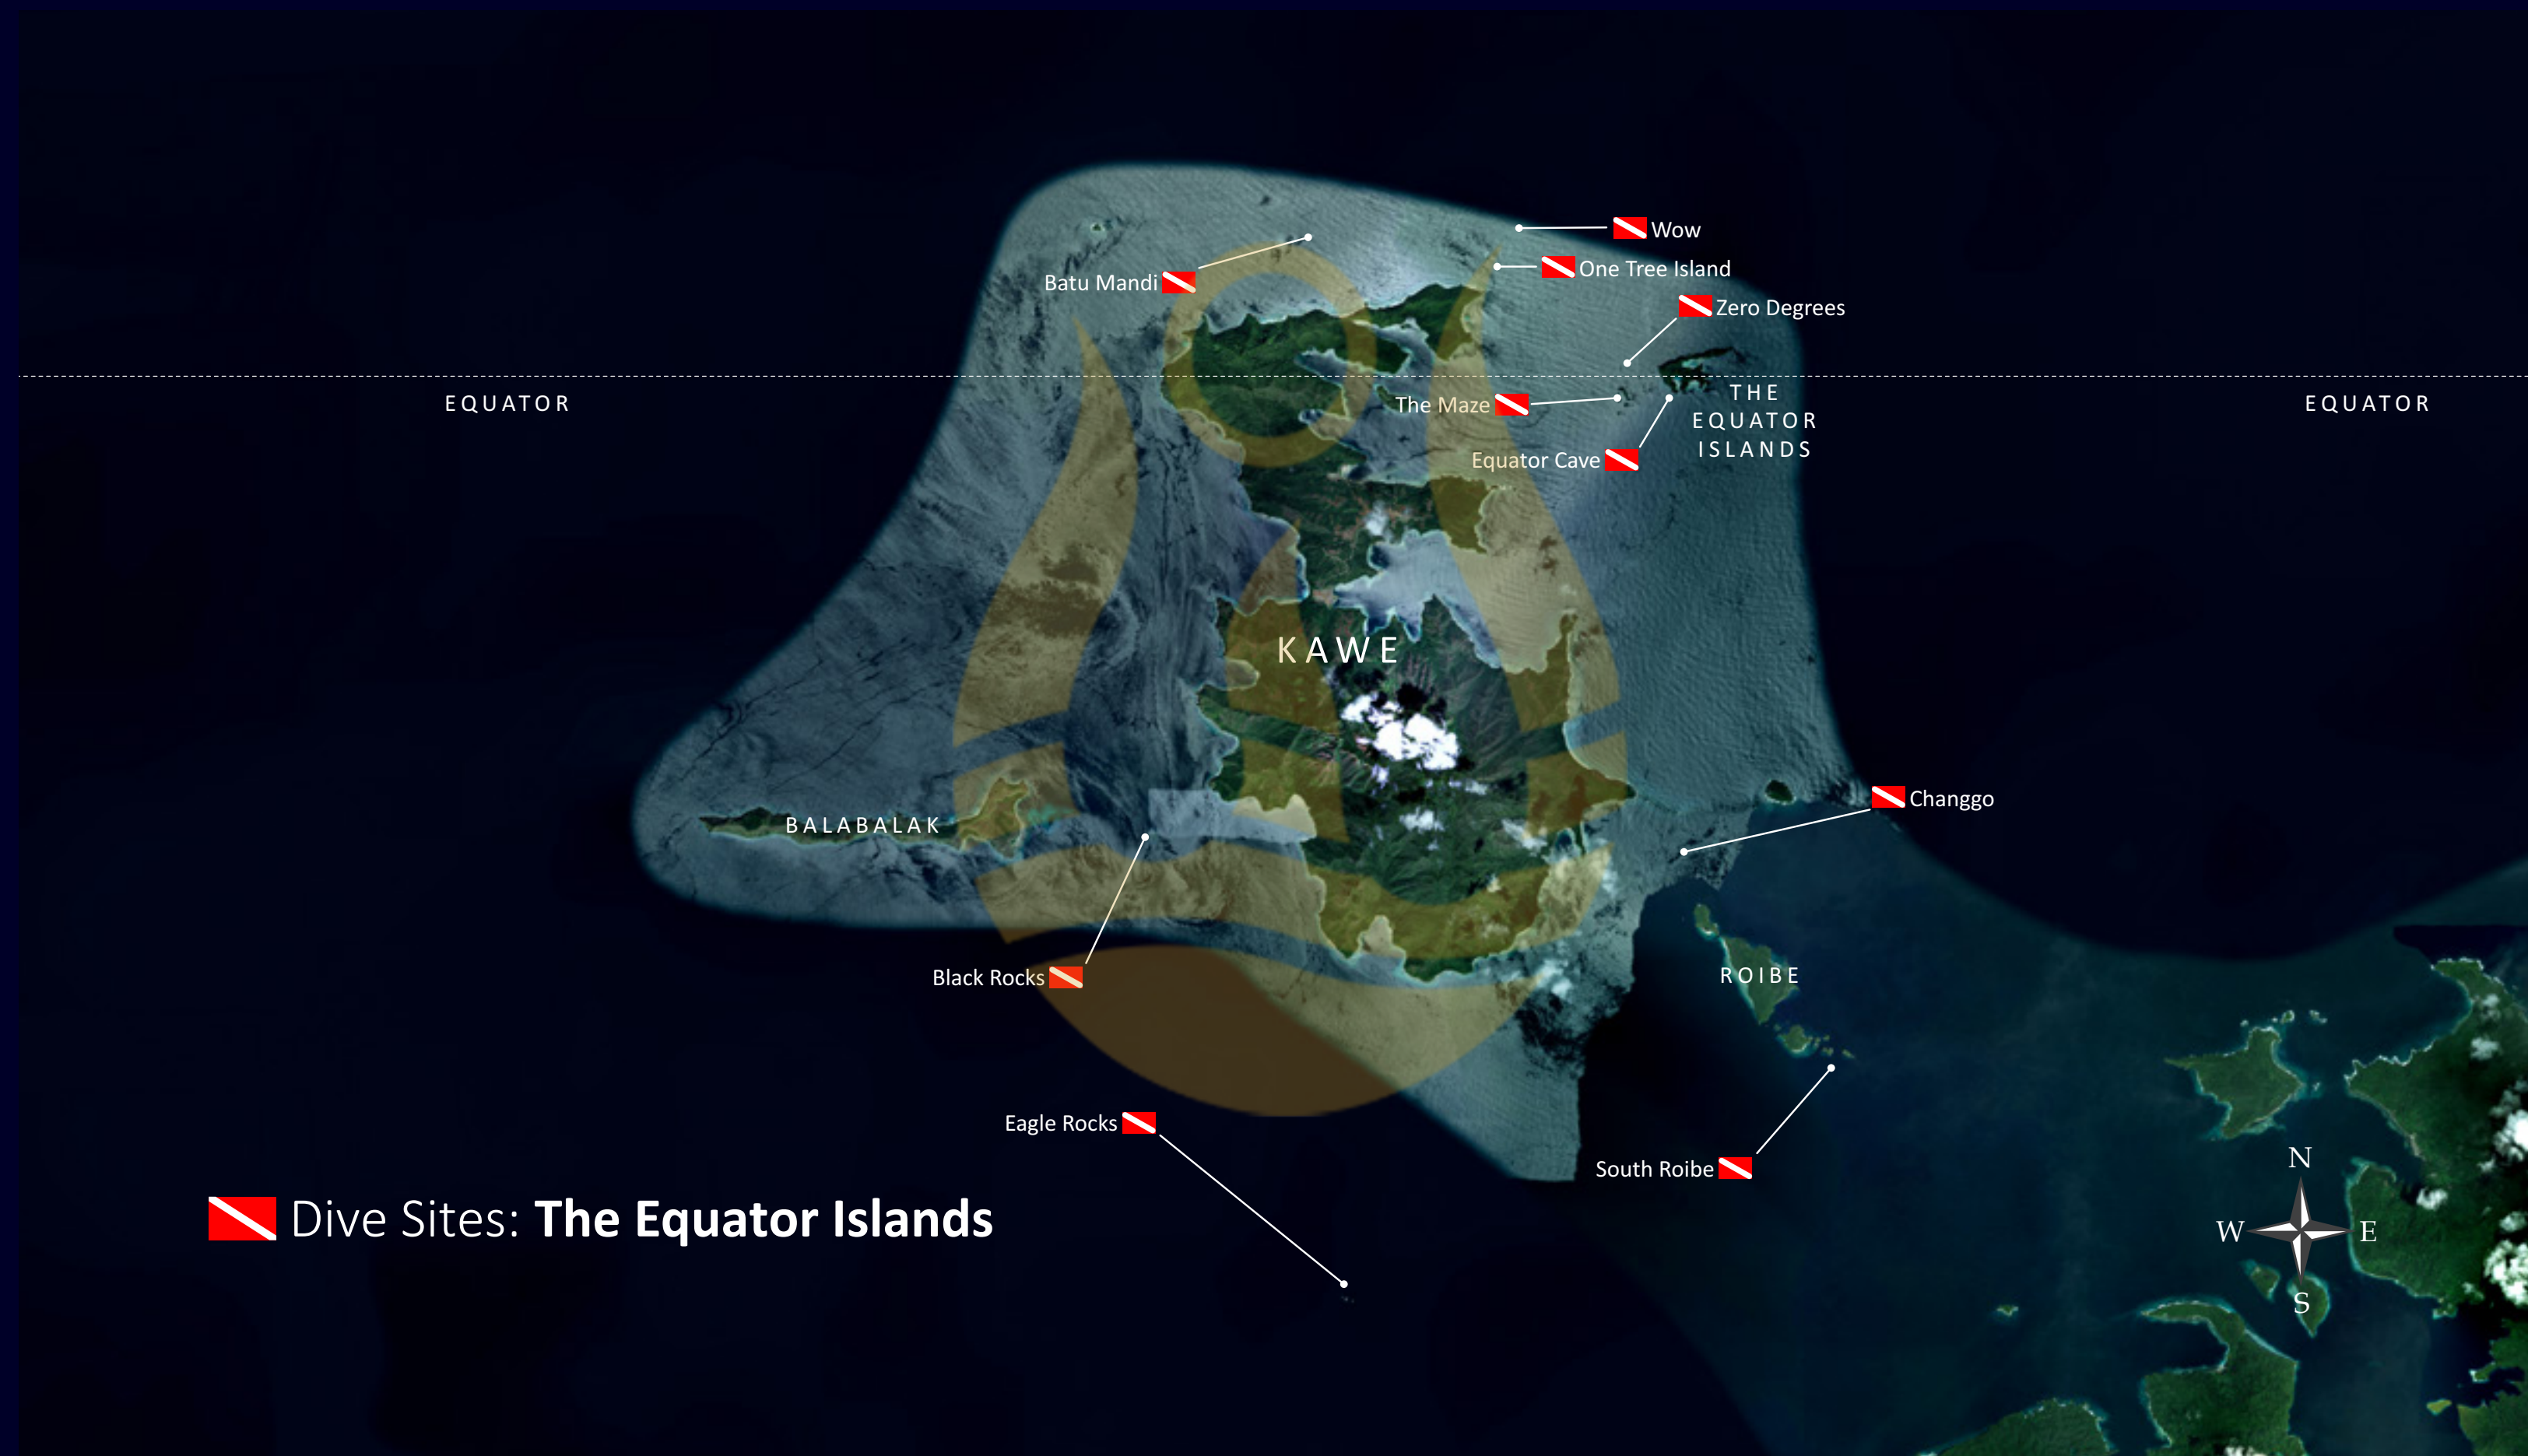 Wow
One Tree Island
Batu Mandi
Zero Degrees
EQUATOR
THE
EQUATOR
ISLANDS
EQUATOR
The Maze
Equator Cave
KAWE
Changgo
BALABALAK
Black Rocks
ROIBE
Eagle Rocks
South Roibe
N
W
E
S
Dive Sites: The Equator Islands